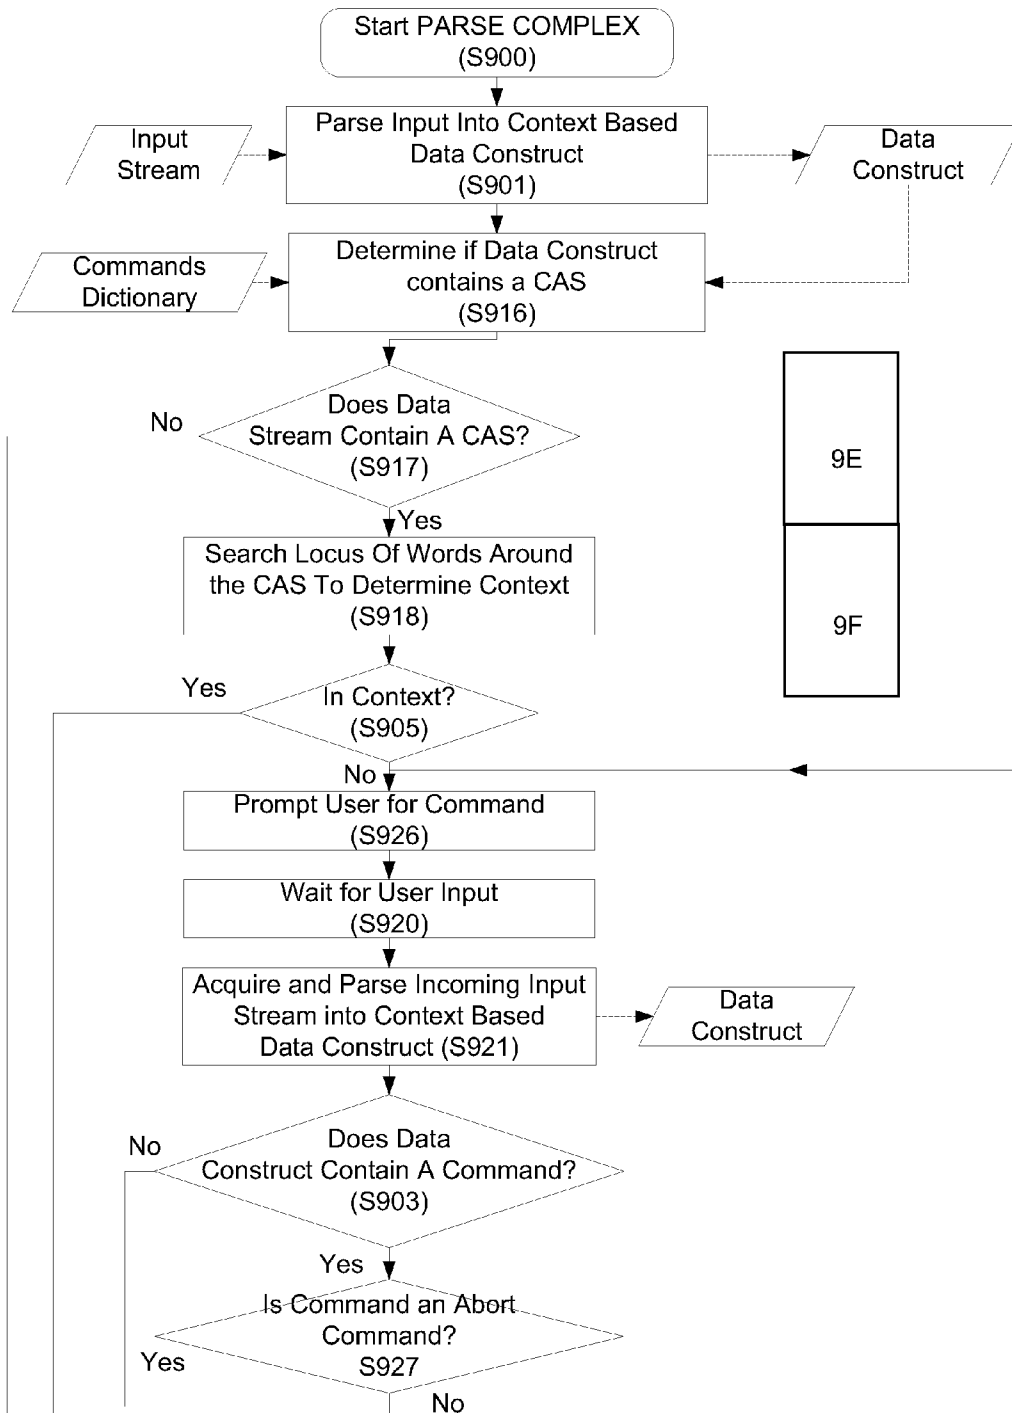 Start PARSE COMPLEX
(S900)
Parse Input Into Context Based
Data Construct
(S901)
Input
Stream
Data
Construct
Commands
Dictionary
Determine if Data Construct
contains a CAS
(S916)
No
Does Data
Stream Contain A CAS?
(S917)
9E
Yes
Search Locus Of Words Around
the CAS To Determine Context
(S918)
9F
Yes
In Context?
(S905)
No
Prompt User for Command
(S926)
Wait for User Input
(S920)
Acquire and Parse Incoming Input
Stream into Context Based
Data Construct (S921)
Data
Construct
No
Does Data
Construct Contain A Command?
(S903)
Yes
Is Command an Abort
Command?
S927
Yes
No